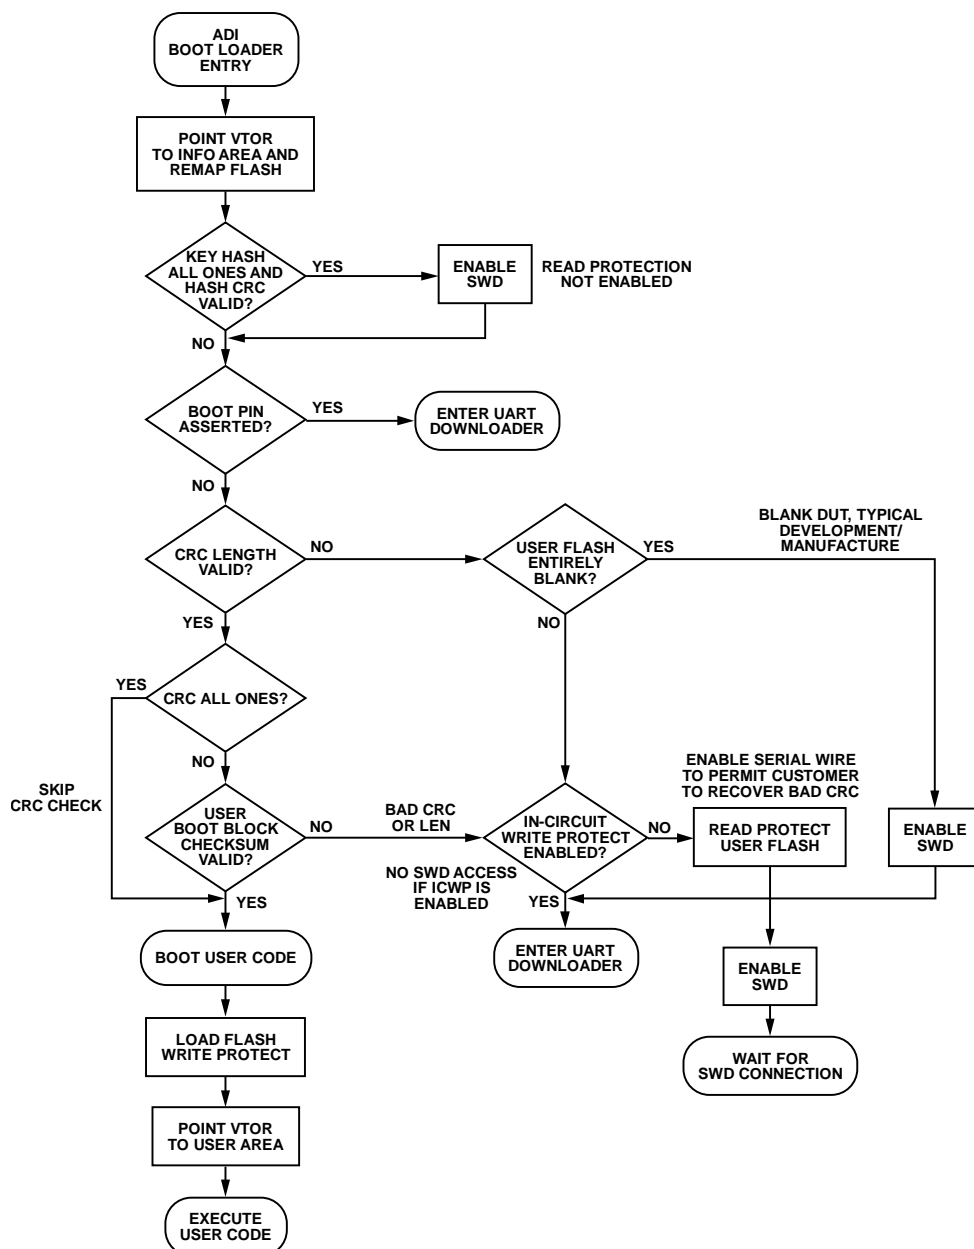 ADI
BOOT LOADER
ENTRY
POINT VTOR
TO INFO AREA AND
REMAP FLASH
KEY HASH
ALL ONES AND
HASH CRC
VALID?
YES
ENABLE
SWD
READ PROTECTION
NOT ENABLED
NO
BOOT PIN
ASSERTED?
YES
ENTER UART
DOWNLOADER
NO
CRC LENGTH
VALID?
NO
USER FLASH
ENTIRELY
BLANK?
YES
BLANK DUT, TYPICAL
DEVELOPMENT/
MANUFACTURE
YES
NO
YES
CRC ALL ONES?
NO
SKIP
CRC CHECK
USER
BOOT BLOCK
CHECKSUM
VALID?
NO
BAD CRC
OR LEN
IN-CIRCUIT
WRITE PROTECT
ENABLED?
NO
ENABLE SERIAL WIRE
TO PERMIT CUSTOMER
TO RECOVER BAD CRC
READ PROTECT
USER FLASH
ENABLE
SWD
NO SWD ACCESS
IF ICWP IS
ENABLED
YES
YES
BOOT USER CODE
ENTER UART
DOWNLOADER
ENABLE
SWD
LOAD FLASH
WRITE PROTECT
WAIT FOR
SWD CONNECTION
POINT VTOR
TO USER AREA
EXECUTE
USER CODE